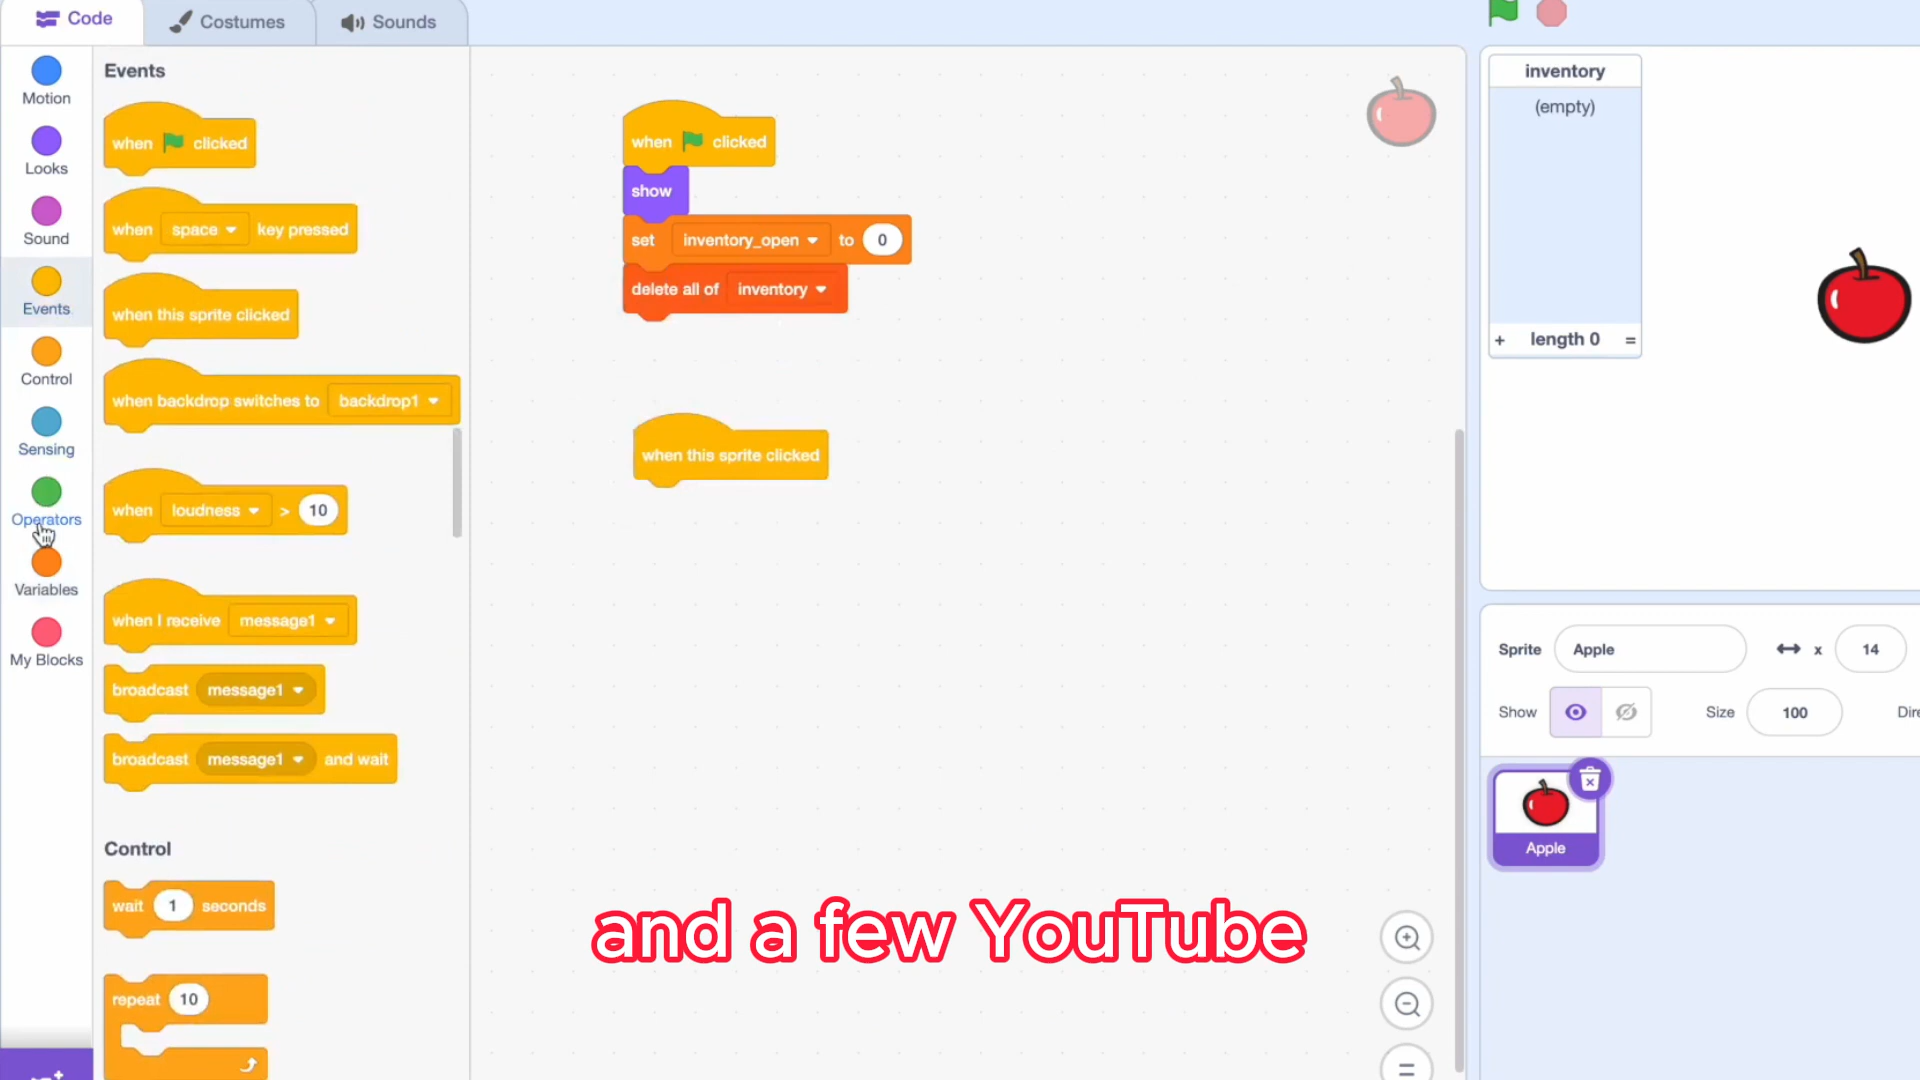 Code
Costumes
Sounds
Motion
Looks
Sound
Events
Control
Sensing
Operators
Variables
My Blocks
Events
when clicked
when space key pressed
when this sprite clicked
when backdrop switches to backdrop1
when loudness > 10
when I receive message1
broadcast message1
broadcast message1 and wait
Control
wait 1 seconds
repeat 10
when clicked
show
set inventory_open to 0
delete all of inventory
when this sprite clicked
and a few YouTube
inventory
(empty)
+ length 0 =
Sprite Apple x 14
Show Size 100 Dire
Apple